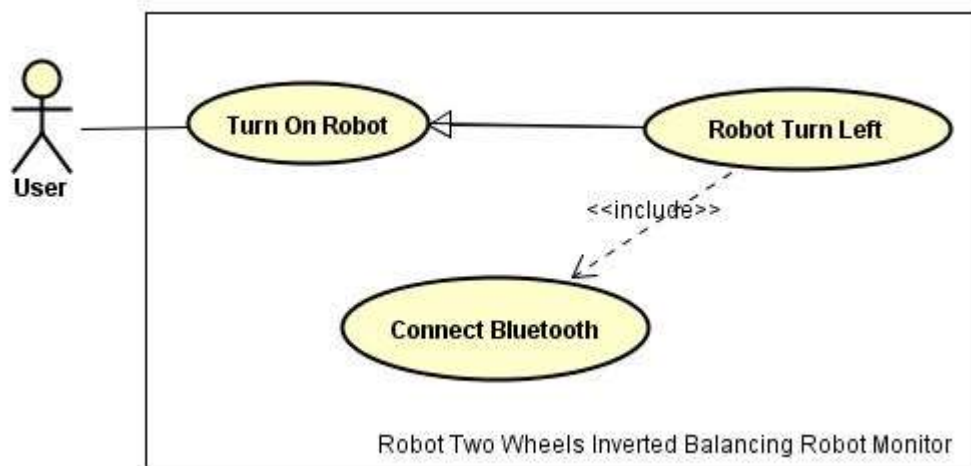 Turn On Robot
Robot Turn Left
User
<<include>>
Connect Bluetooth
Robot Two Wheels Inverted Balancing Robot Monitor